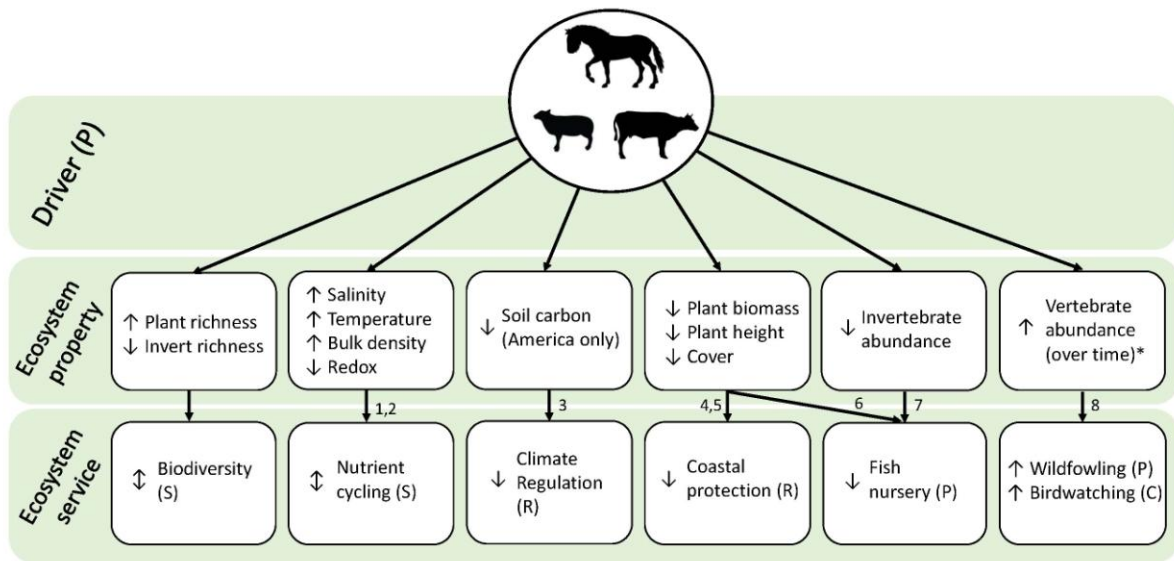 Driver (P)
Ecosystem
property
↑ Plant richness
↓ Invert richness
↑ Salinity
↑ Temperature
↑ Bulk density
↓ Redox
↓ Soil carbon
(America only)
↓ Plant biomass
↓ Plant height
↓ Cover
↓ Invertebrate
abundance
↑ Vertebrate
abundance
(over time)*
1,2
3
4,5
6
7
8
Ecosystem
service
↕ Biodiversity
(S)
↕ Nutrient
cycling (S)
↓ Climate
Regulation
(R)
↓ Coastal
protection (R)
↓ Fish
nursery (P)
↑ Wildfowling (P)
↑ Birdwatching (C)